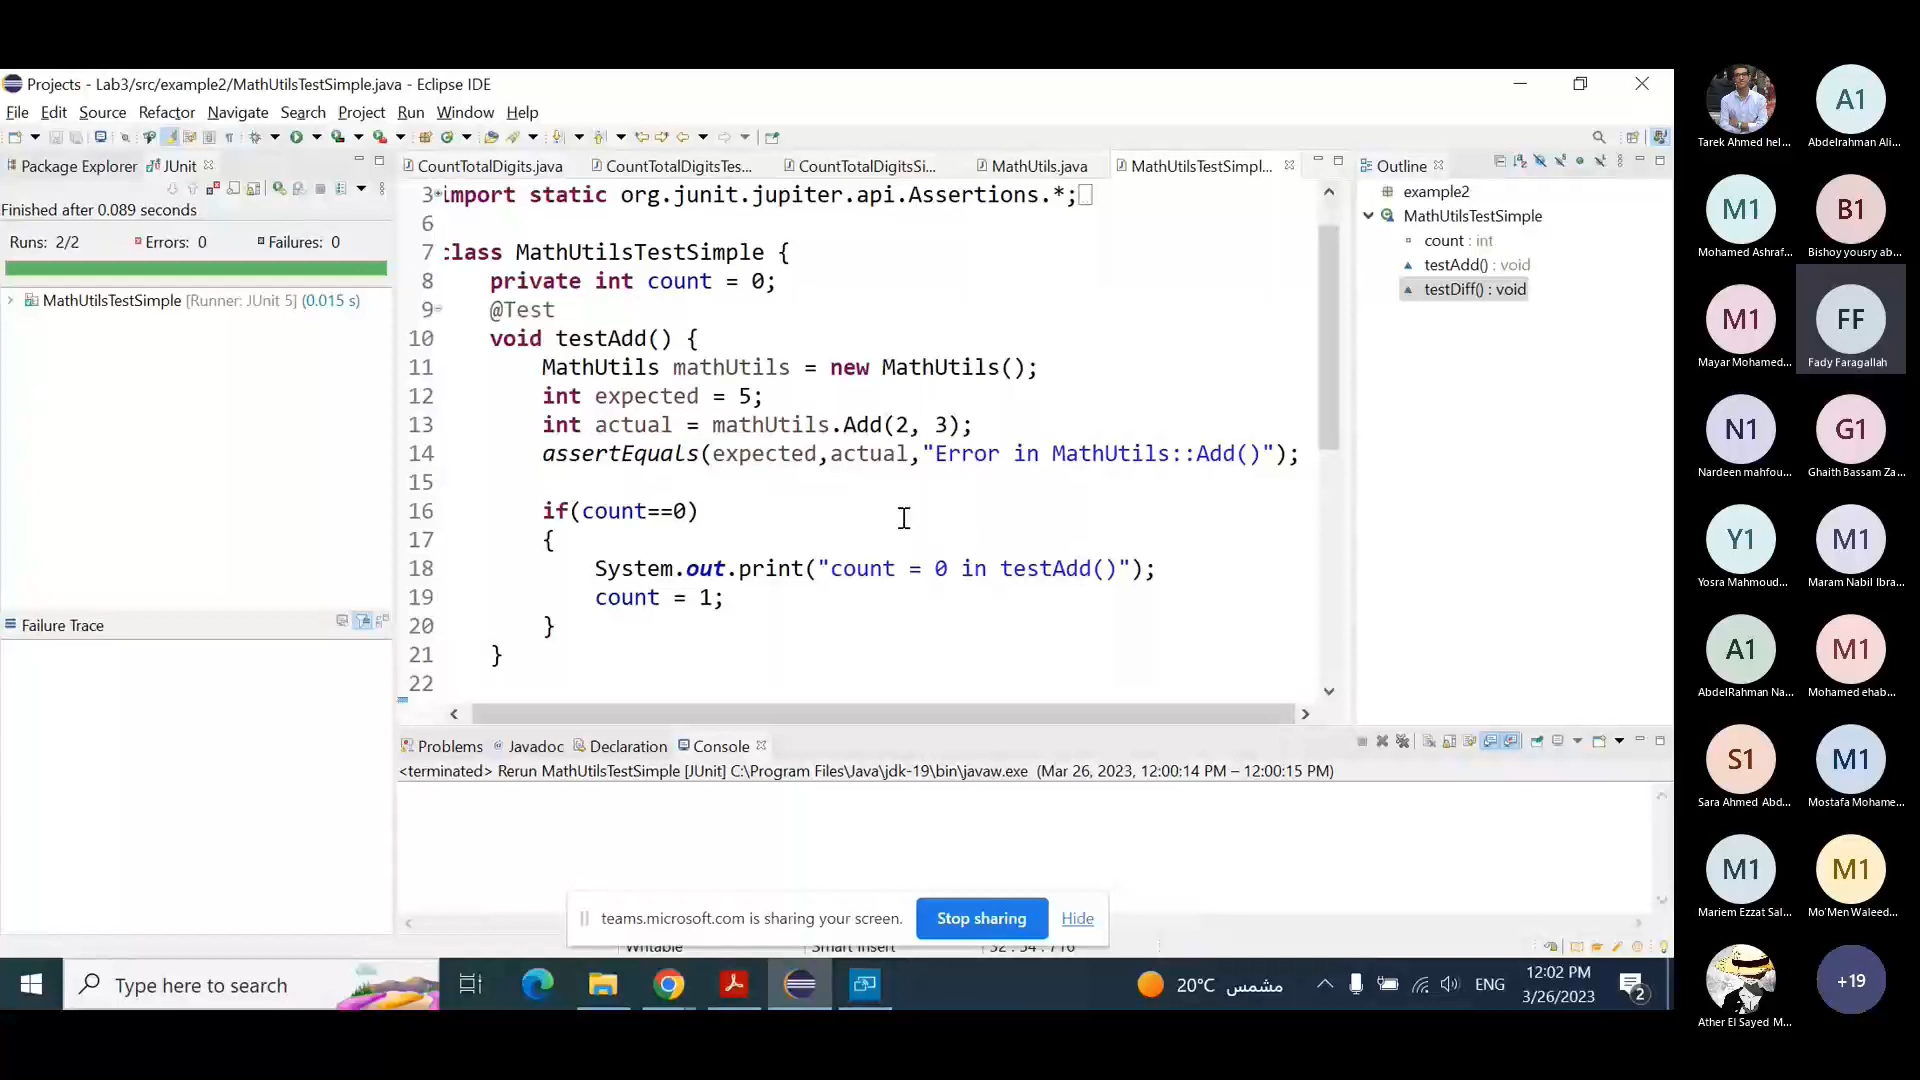 Projects - Lab3/src/example2/MathUtilsTestSimple.java - Eclipse IDE
File Edit Source Refactor Navigate Search Project Run Window Help
Package Explorer JUnit
Finished after 0.089 seconds
Runs: 2/2 Errors: 0 Failures: 0
MathUtilsTestSimple [Runner: JUnit 5] (0.015 s)
Failure Trace
CountTotalDigits.java CountTotalDigitsTes... CountTotalDigitsSi... MathUtils.java MathUtilsTestSimpl...
3 import static org.junit.jupiter.api.Assertions.*;
6
7 class MathUtilsTestSimple {
8 private int count = 0;
9 @Test
10 void testAdd() {
11 MathUtils mathUtils = new MathUtils();
12 int expected = 5;
13 int actual = mathUtils.Add(2, 3);
14 assertEquals(expected,actual,"Error in MathUtils::Add()");
15
16 if(count==0)
17 {
18 System.out.print("count = 0 in testAdd()");
19 count = 1;
20 }
21 }
22
Outline
example2
MathUtilsTestSimple
count : int
testAdd() : void
testDiff() : void
Problems Javadoc Declaration Console
<terminated> Rerun MathUtilsTestSimple [JUnit] C:\Program Files\Java\jdk-19\bin\javaw.exe (Mar 26, 2023, 12:00:14 PM – 12:00:15 PM)
teams.microsoft.com is sharing your screen. Stop sharing Hide
Writable Smart Insert 32 : 34 : 716
Type here to search
20°C مشمس
ENG
12:02 PM
3/26/2023
2
Tarek Ahmed hel...
A1
Abdelrahman Ali...
M1
Mohamed Ashraf...
B1
Bishoy yousry ab...
M1
Mayar Mohamed...
FF
Fady Faragallah
N1
Nardeen mahfou...
G1
Ghaith Bassam Za...
Y1
Yosra Mahmoud...
M1
Maram Nabil Ibra...
A1
AbdelRahman Na...
M1
Mohamed ehab...
S1
Sara Ahmed Abd...
M1
Mostafa Mohame...
M1
Mariem Ezzat Sal...
M1
Mo'Men Waleed...
Ather El Sayed M...
+19